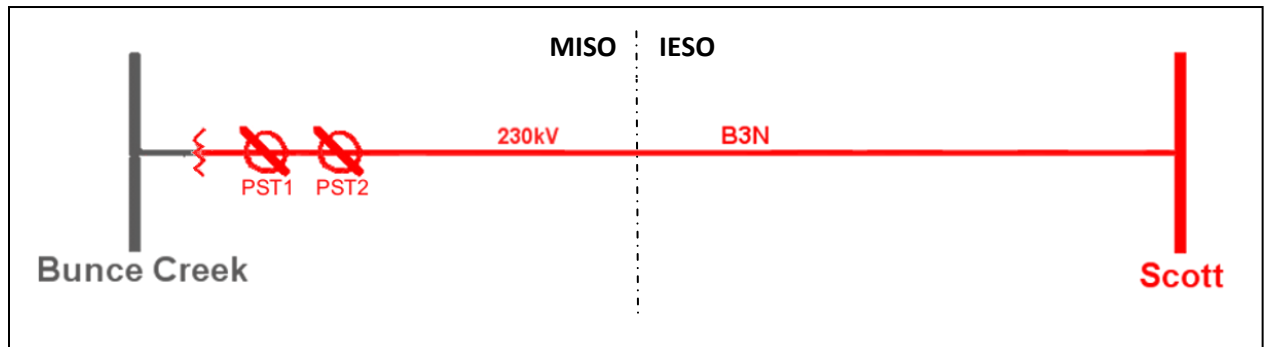 MISO IESO
230kV B3N
PST1 PST2
Bunce Creek
Scott